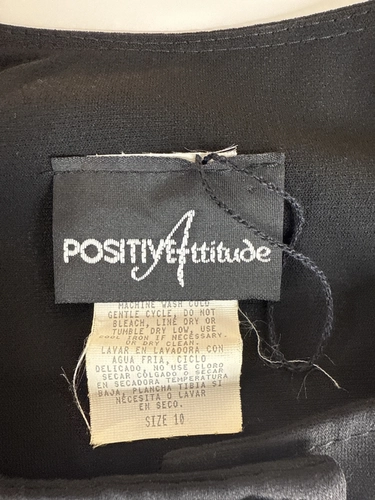 POSITIVE Attitude
MACHINE WASH COLD
GENTLE CYCLE, DO NOT
BLEACH, LINE DRY OR
TUMBLE DRY LOW, USE
COOL IRON IF NECESSARY.
OR DRY CLEAN.
LAVAR EN LAVADORA CON
AGUA FRIA, CICLO
DELICADO, NO USE CLORO
SECAR COLGADO O SECAR
EN SECADORA TEMPERATURA
BAJA, PLANCHA TIBIA SI
NECESITA O LAVAR
EN SECO.
SIZE 10